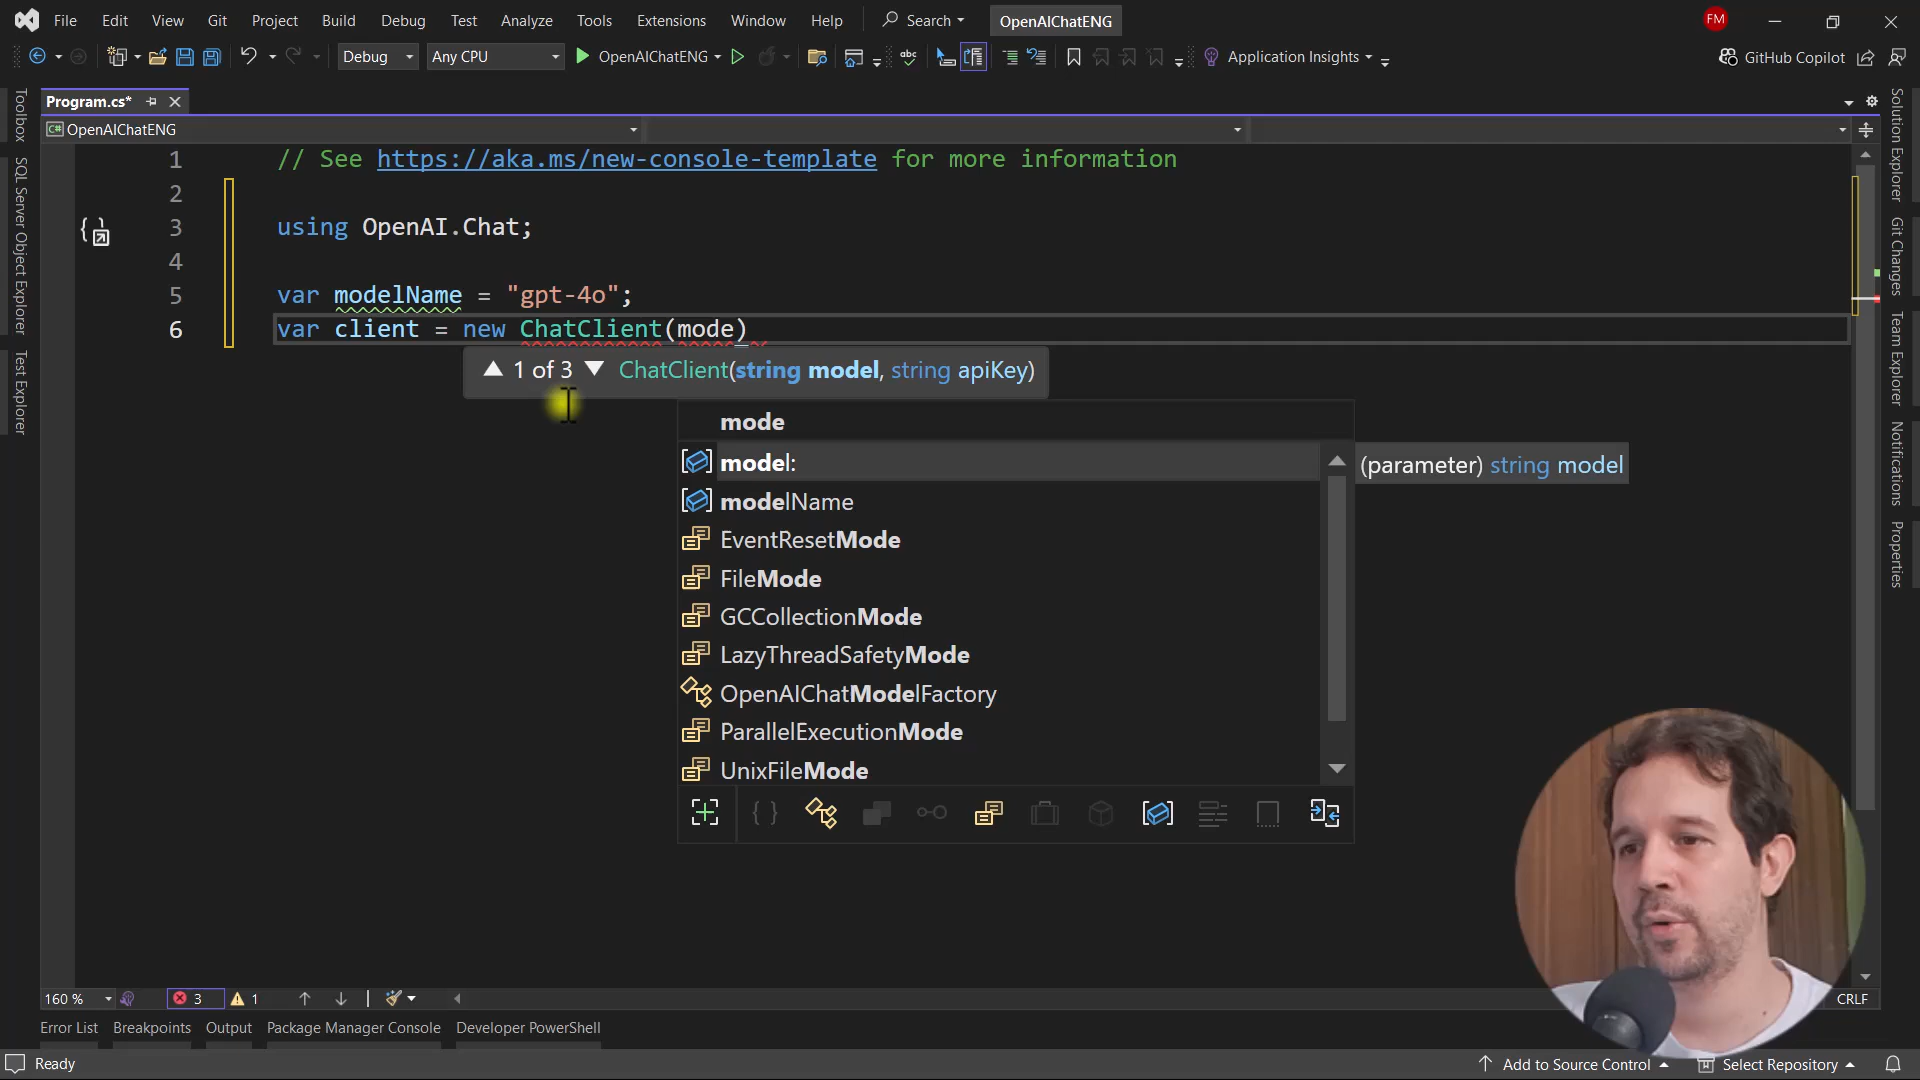 File Edit View Git Project Build Debug Test Analyze Tools Extensions Window Help Search OpenAIChatENG FM
Debug Any CPU OpenAIChatENG abc Application Insights GitHub Copilot
Program.cs*
C# OpenAIChatENG
1 // See https://aka.ms/new-console-template for more information
2
3 using OpenAI.Chat;
4
5 var modelName = "gpt-4o";
6 var client = new ChatClient(mode)
1 of 3 ChatClient(string model, string apiKey)
mode
model: (parameter) string model
modelName
EventResetMode
FileMode
GCCollectionMode
LazyThreadSafetyMode
OpenAIChatModelFactory
ParallelExecutionMode
UnixFileMode
Toolbox
SQL Server Object Explorer
Test Explorer
Solution Explorer
Git Changes
Team Explorer
Notifications
Properties
160 % 3 1 CRLF
Error List Breakpoints Output Package Manager Console Developer PowerShell
Ready Add to Source Control Select Repository